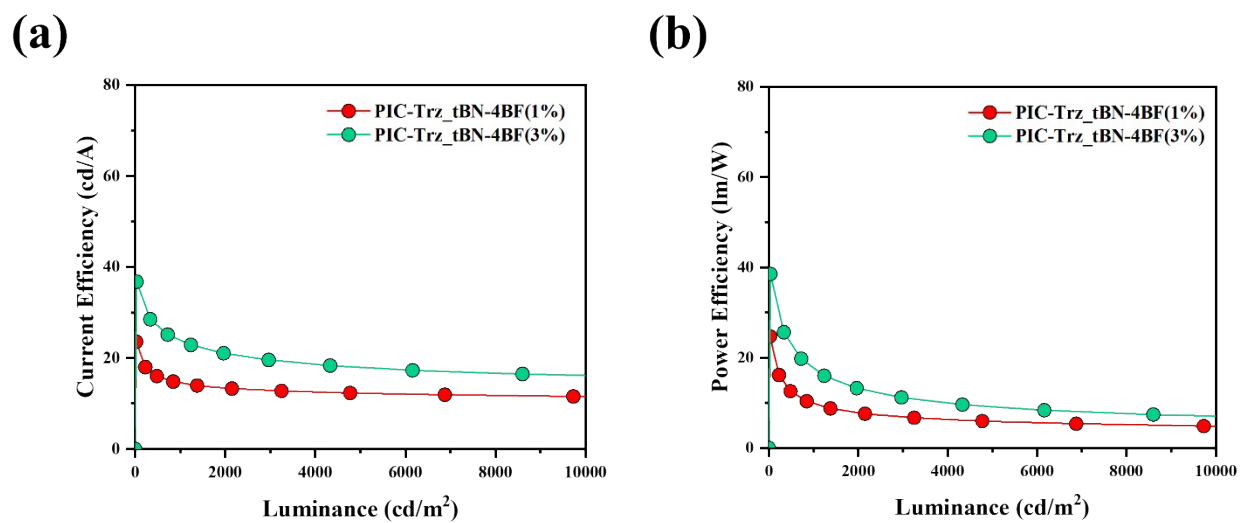 (a)
(b)
80
60
40
20
0
Current Efficiency (cd/A)
PIC-Trz_tBN-4BF(1%)
PIC-Trz_tBN-4BF(3%)
0
2000
4000
6000
8000
10000
Luminance (cd/m²)
80
60
40
20
0
Power Efficiency (lm/W)
PIC-Trz_tBN-4BF(1%)
PIC-Trz_tBN-4BF(3%)
0
2000
4000
6000
8000
10000
Luminance (cd/m²)